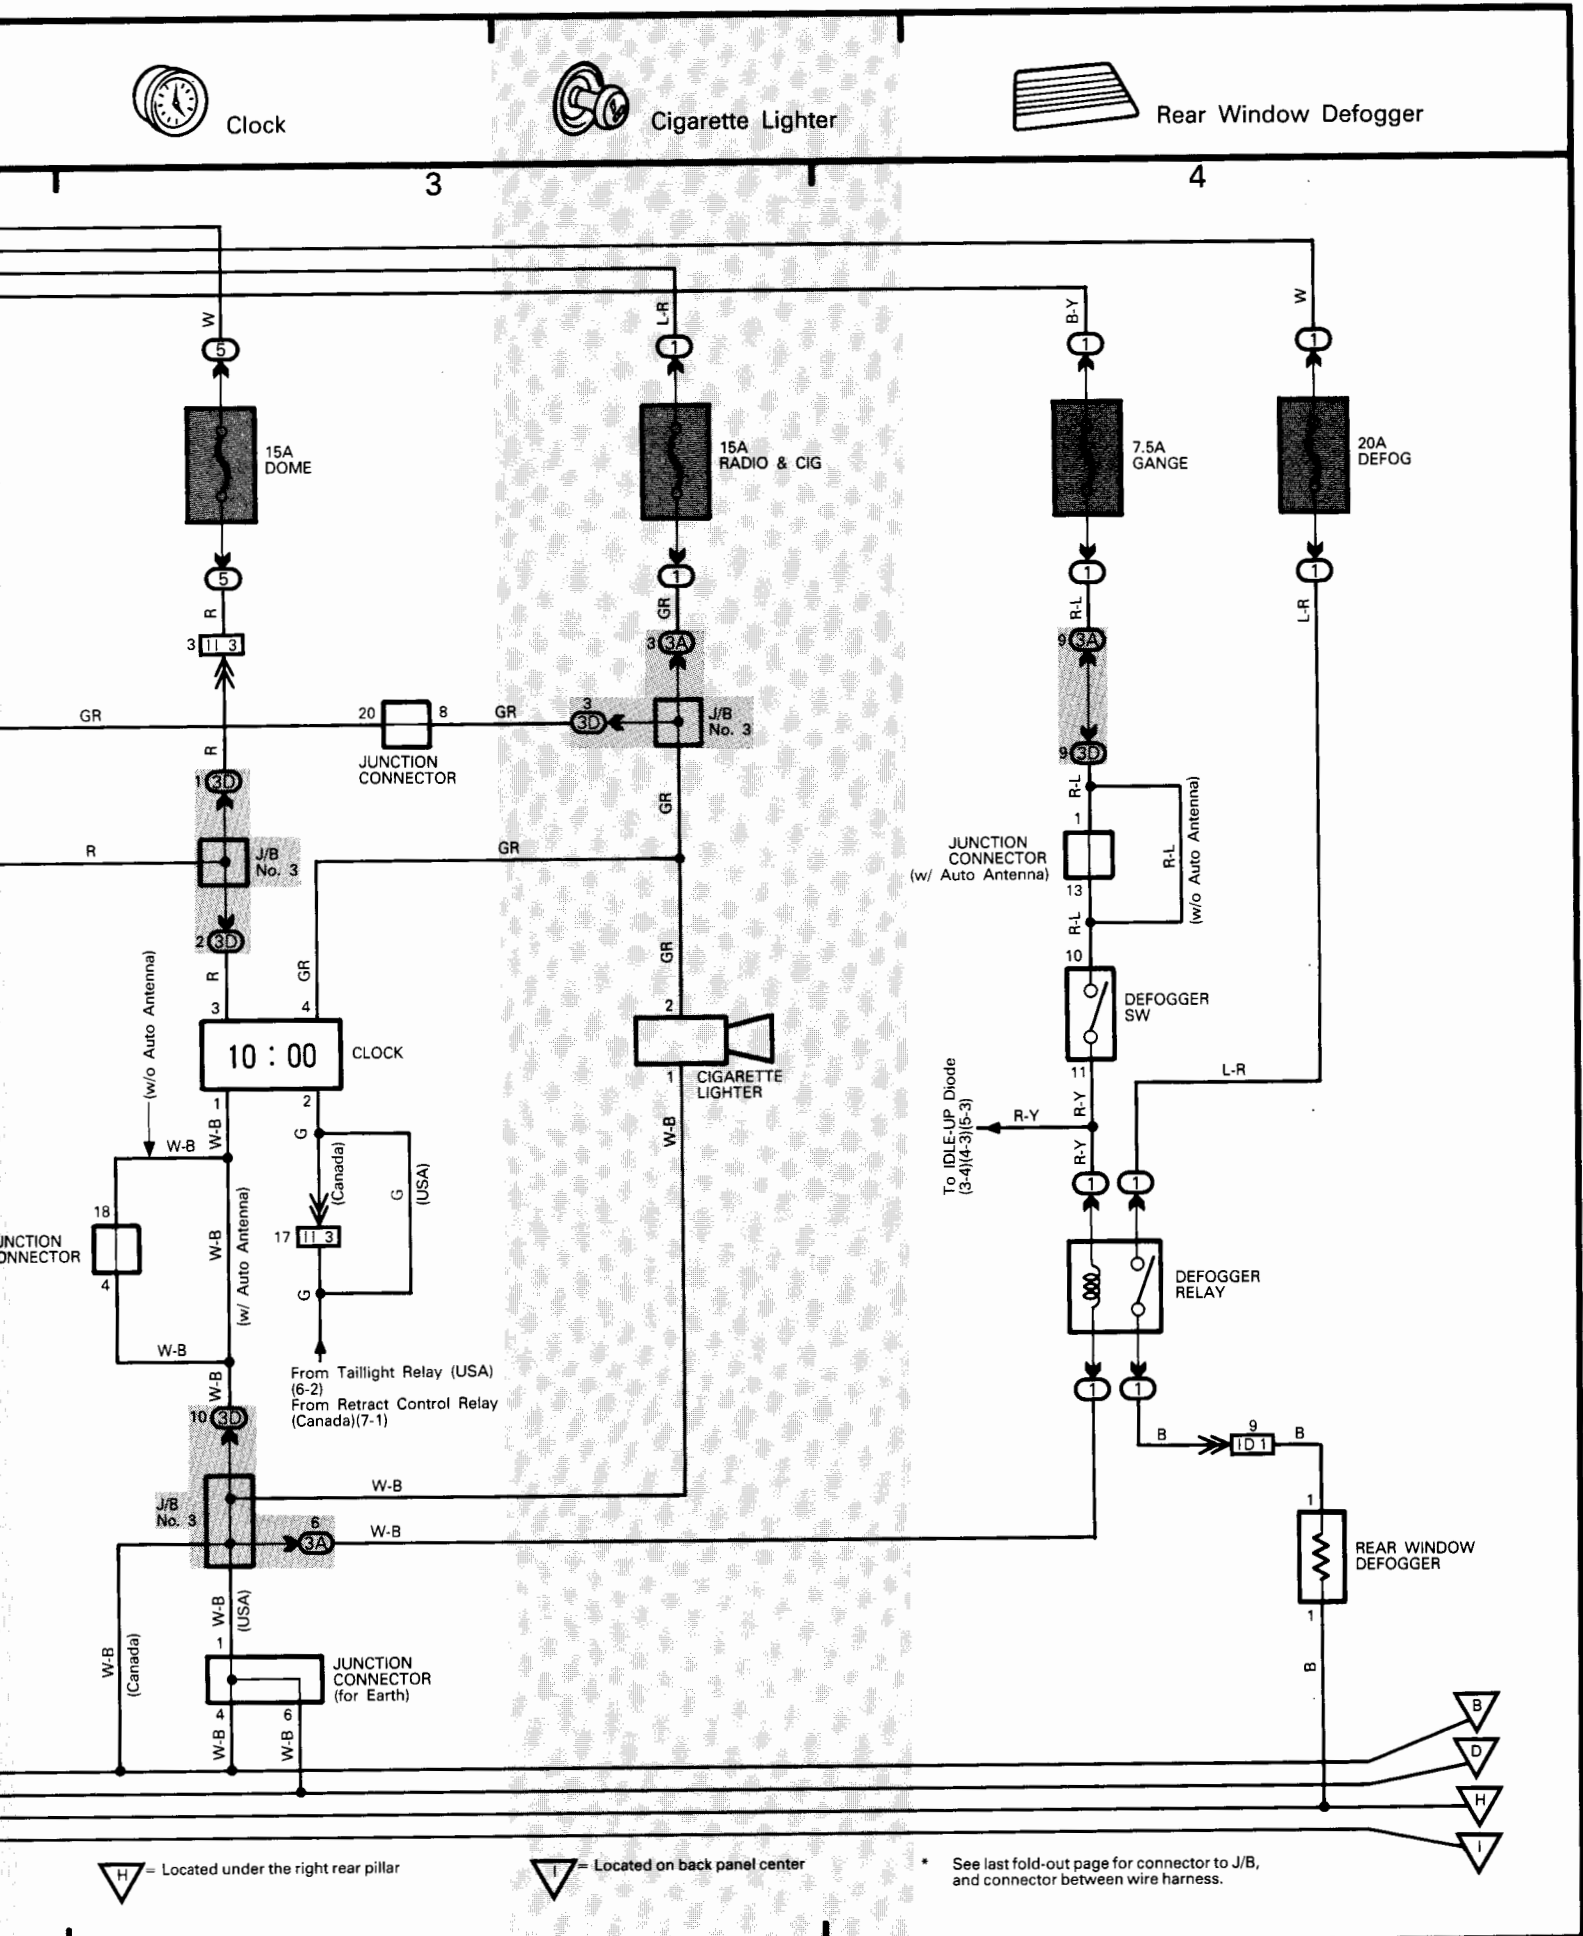 Clock
Cigarette Lighter
Rear Window Defogger
3
4
W
L-R
B-Y
W
5
1
1
1
15A
DOME
15A
RADIO & CIG
7.5A
GANGE
20A
DEFOG
5
1
1
1
R
GR
R-L
L-R
3 II 3
3 3A
9 3A
GR
20
8
GR
3
3D
J/B
No. 3
JUNCTION
CONNECTOR
R
1 3D
GR
9 3D
R-L
1
R
J/B
No. 3
GR
JUNCTION
CONNECTOR
(w/ Auto Antenna)
R-L
(w/o Auto Antenna)
13
R-L
2 3D
10
(w/o Auto Antenna)
R
GR
GR
3
4
2
DEFOGGER
SW
10 : 00
CLOCK
CIGARETTE
LIGHTER
1
2
1
11
L-R
W-B
W-B
G
(Canada)
G
(USA)
W-B
To IDLE-UP Diode
(3-4)(4-3)(5-3)
R-Y
R-Y
R-Y
1
1
18
UNCTION
ONNECTOR
4
W-B
(w/ Auto Antenna)
17 II 3
G
DEFOGGER
RELAY
W-B
W-B
From Taillight Relay (USA)
(6-2)
From Retract Control Relay
(Canada)(7-1)
1
1
10 3D
B
9
ID 1
B
J/B
No. 3
W-B
6
3A
W-B
1
REAR WINDOW
DEFOGGER
1
W-B
(Canada)
W-B
(USA)
1
JUNCTION
CONNECTOR
(for Earth)
4
6
W-B
W-B
B
B
D
H
I
H = Located under the right rear pillar
I = Located on back panel center
* See last fold-out page for connector to J/B,
and connector between wire harness.